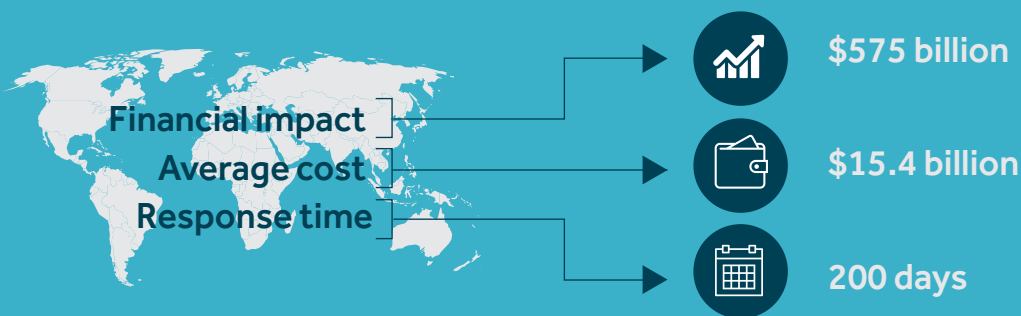 Financial impact
$575 billion
Average cost
$15.4 billion
Response time
200 days